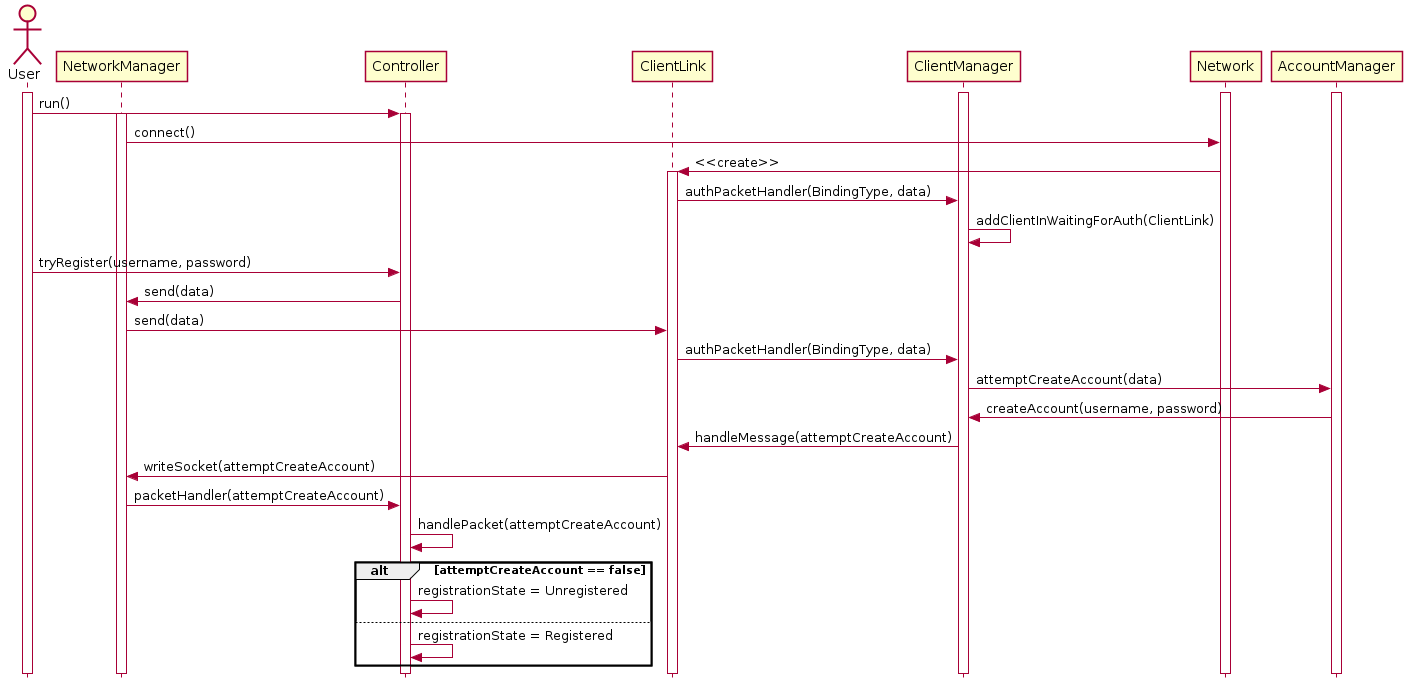 User
NetworkManager
Controller
ClientLink
ClientManager
Network
AccountManager
run()
connect()
<<create>>
authPacketHandler(BindingType, data)
addClientInWaitingForAuth(ClientLink)
tryRegister(username, password)
send(data)
send(data)
authPacketHandler(BindingType, data)
attemptCreateAccount(data)
createAccount(username, password)
handleMessage(attemptCreateAccount)
writeSocket(attemptCreateAccount)
packetHandler(attemptCreateAccount)
handlePacket(attemptCreateAccount)
alt [attemptCreateAccount == false]
registrationState = Unregistered
registrationState = Registered